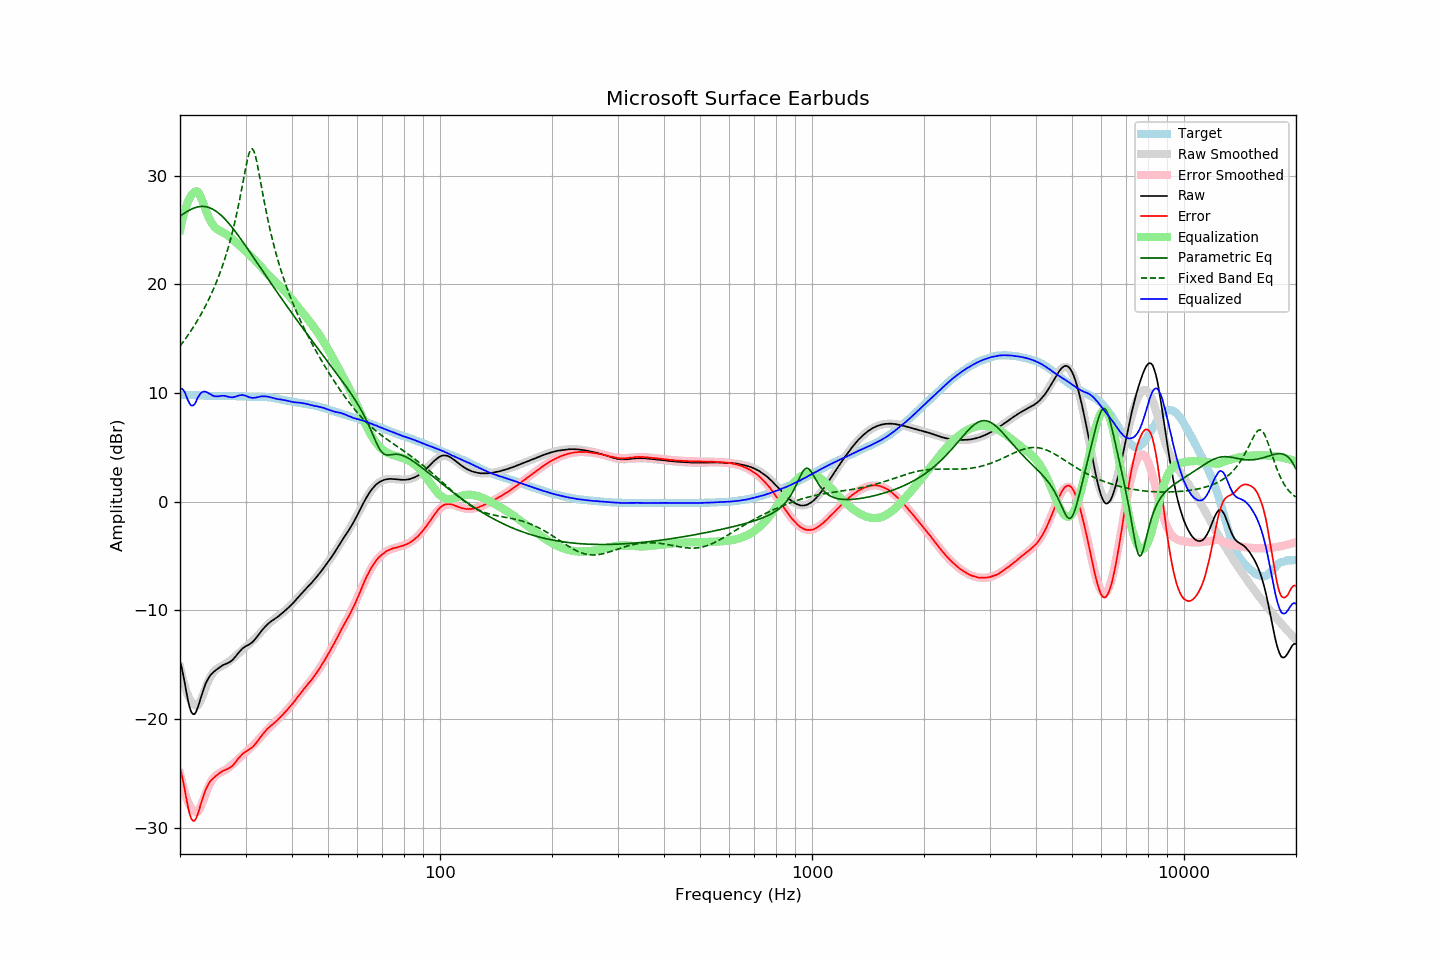 Microsoft Surface Earbuds
Target
Raw Smoothed
Error Smoothed
Raw
Error
Equalization
Parametric Eq
Fixed Band Eq
Equalized
Amplitude (dBr)
30
20
10
0
−10
−20
−30
100
1000
10000
Frequency (Hz)